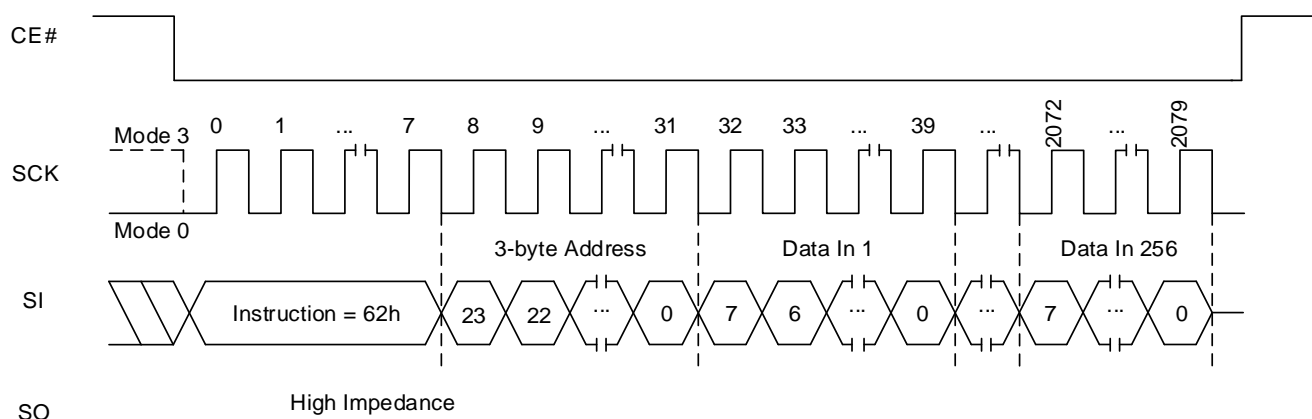 CE#
Mode 3 0 1 ... 7 8 9 ... 31 32 33 ... 39 ... 2072 ... 2079
SCK
Mode 0
3-byte Address Data In 1 Data In 256
SI Instruction = 62h 23 22 ... 0 7 6 ... 0 ... 7 ... 0
SO High Impedance